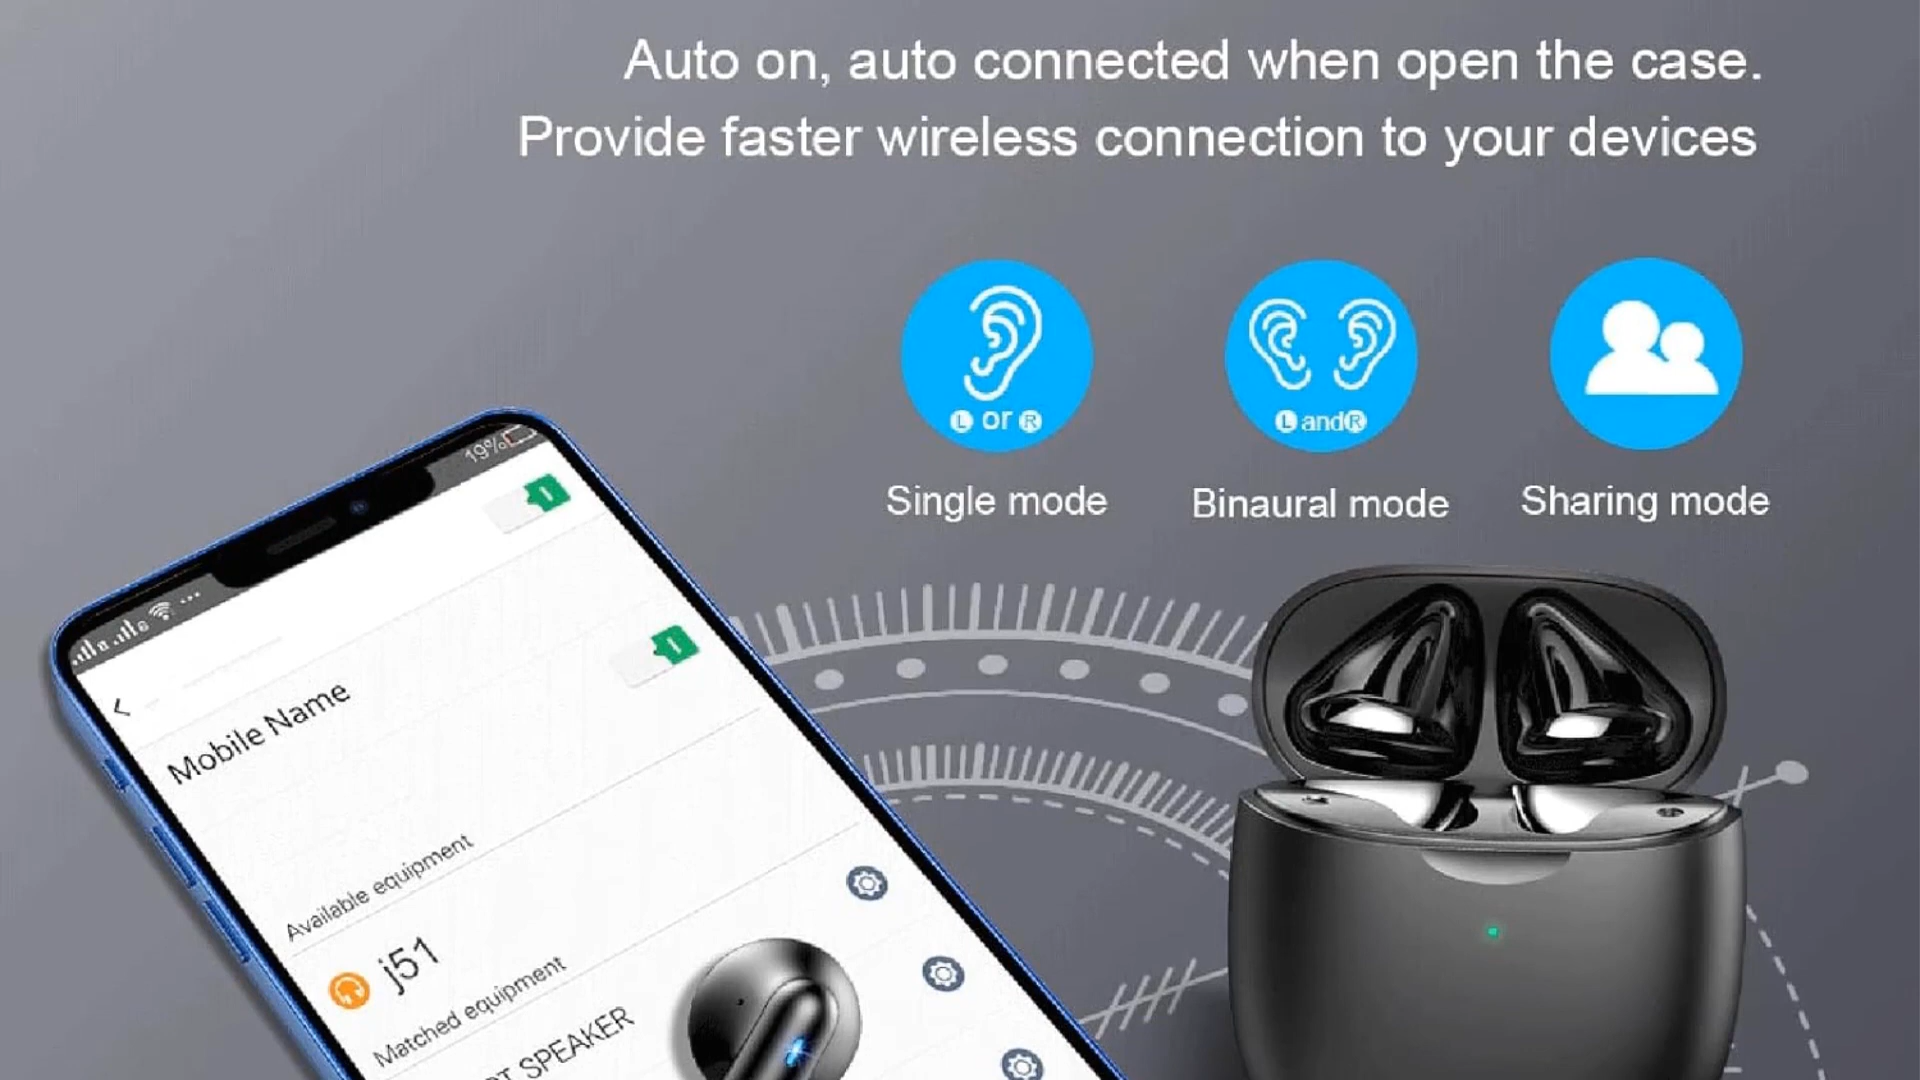 Auto on, auto connected when open the case.
Provide faster wireless connection to your devices
L or R
L and R
Single mode
Binaural mode
Sharing mode
19%
Mobile Name
Available equipment
j51
Matched equipment
SPEAKER